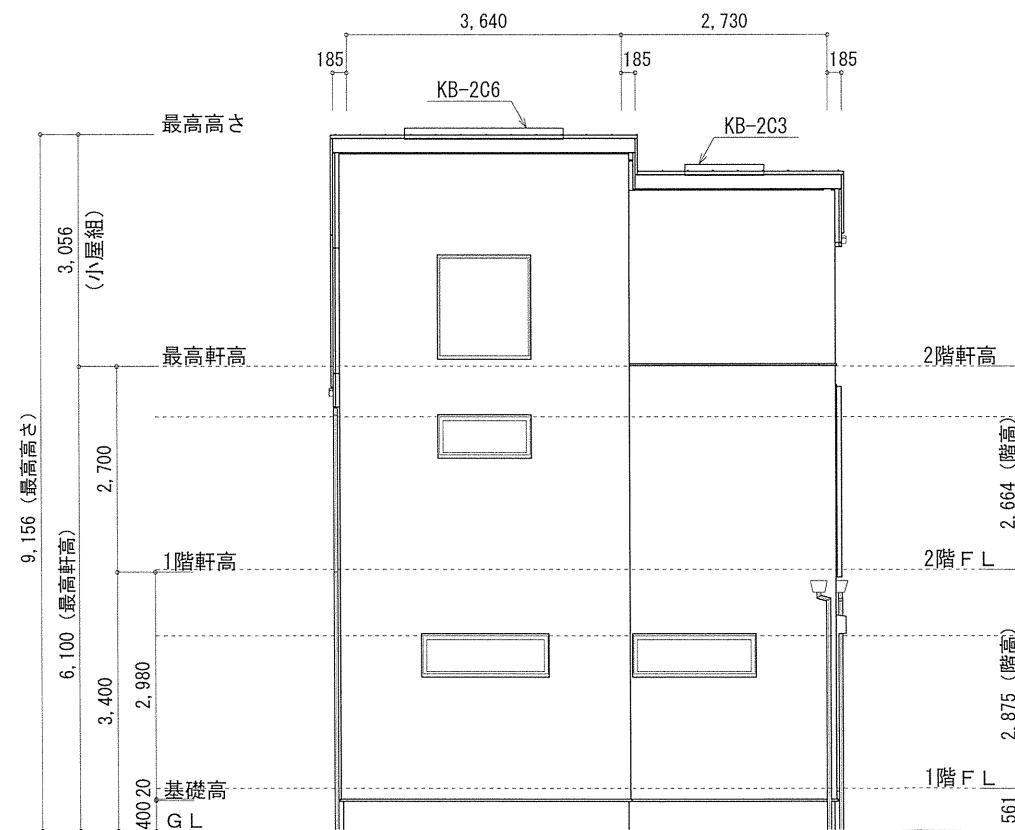 3,640
2,730
185
185
185
KB-2C6
KB-2C3
最高高さ
3,056
(小屋組)
最高軒高
2階軒高
9,156 (最高高さ)
2,700
2,664 (階高)
1階軒高
2階FL
6,100 (最高軒高)
3,400
2,980
2,875 (階高)
1階FL
20
基礎高
400
GL
561